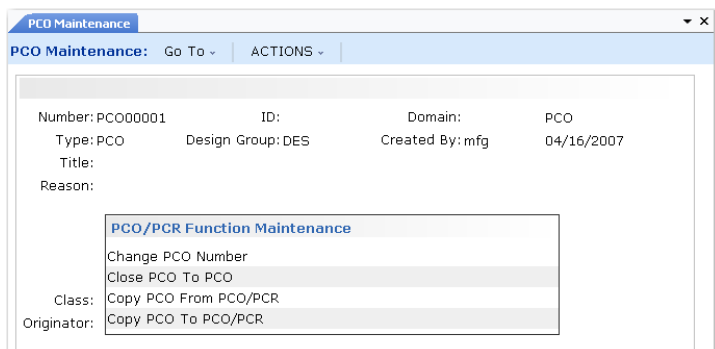 PCO Maintenance
PCO Maintenance: Go To ACTIONS
Number: PCO00001 ID: Domain: PCO
Type: PCO Design Group: DES Created By: mfg 04/16/2007
Title:
Reason:
PCO/PCR Function Maintenance
Change PCO Number
Close PCO To PCO
Class: Copy PCO From PCO/PCR
Originator: Copy PCO To PCO/PCR